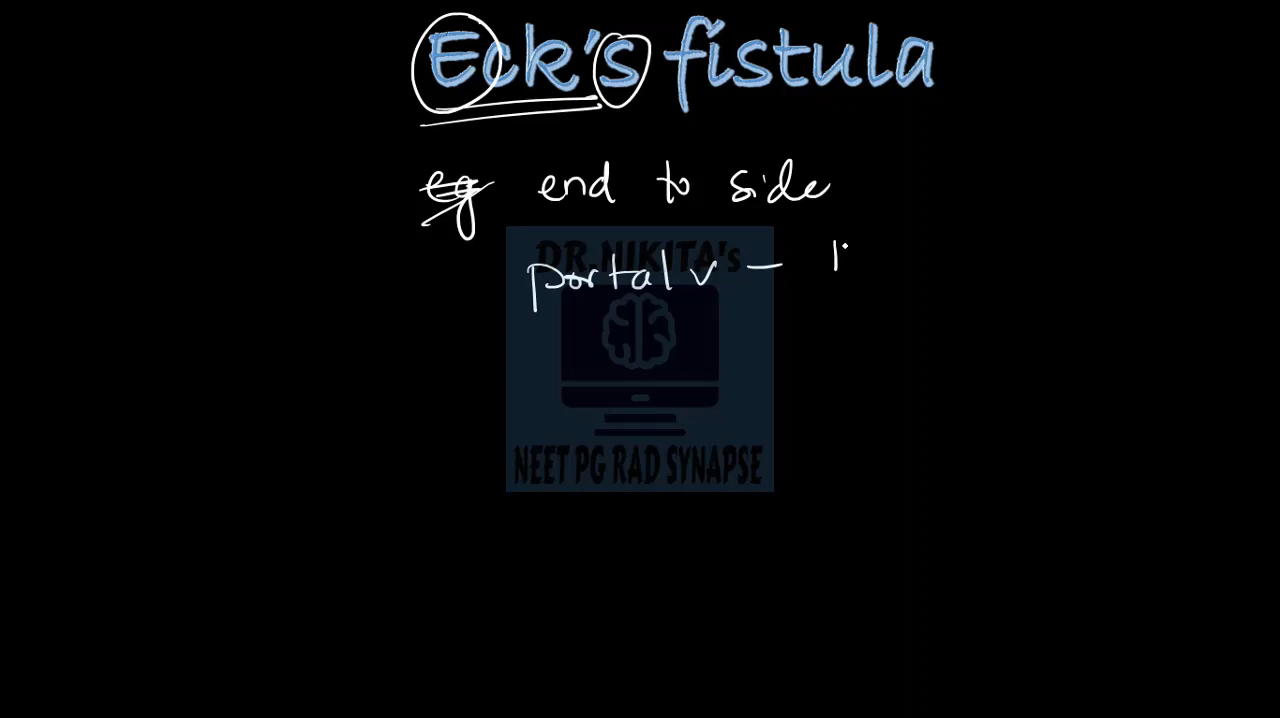 Eck's fistula
eg end to side
DR.NIKITA's
portal v -
NEET PG RAD SYNAPSE